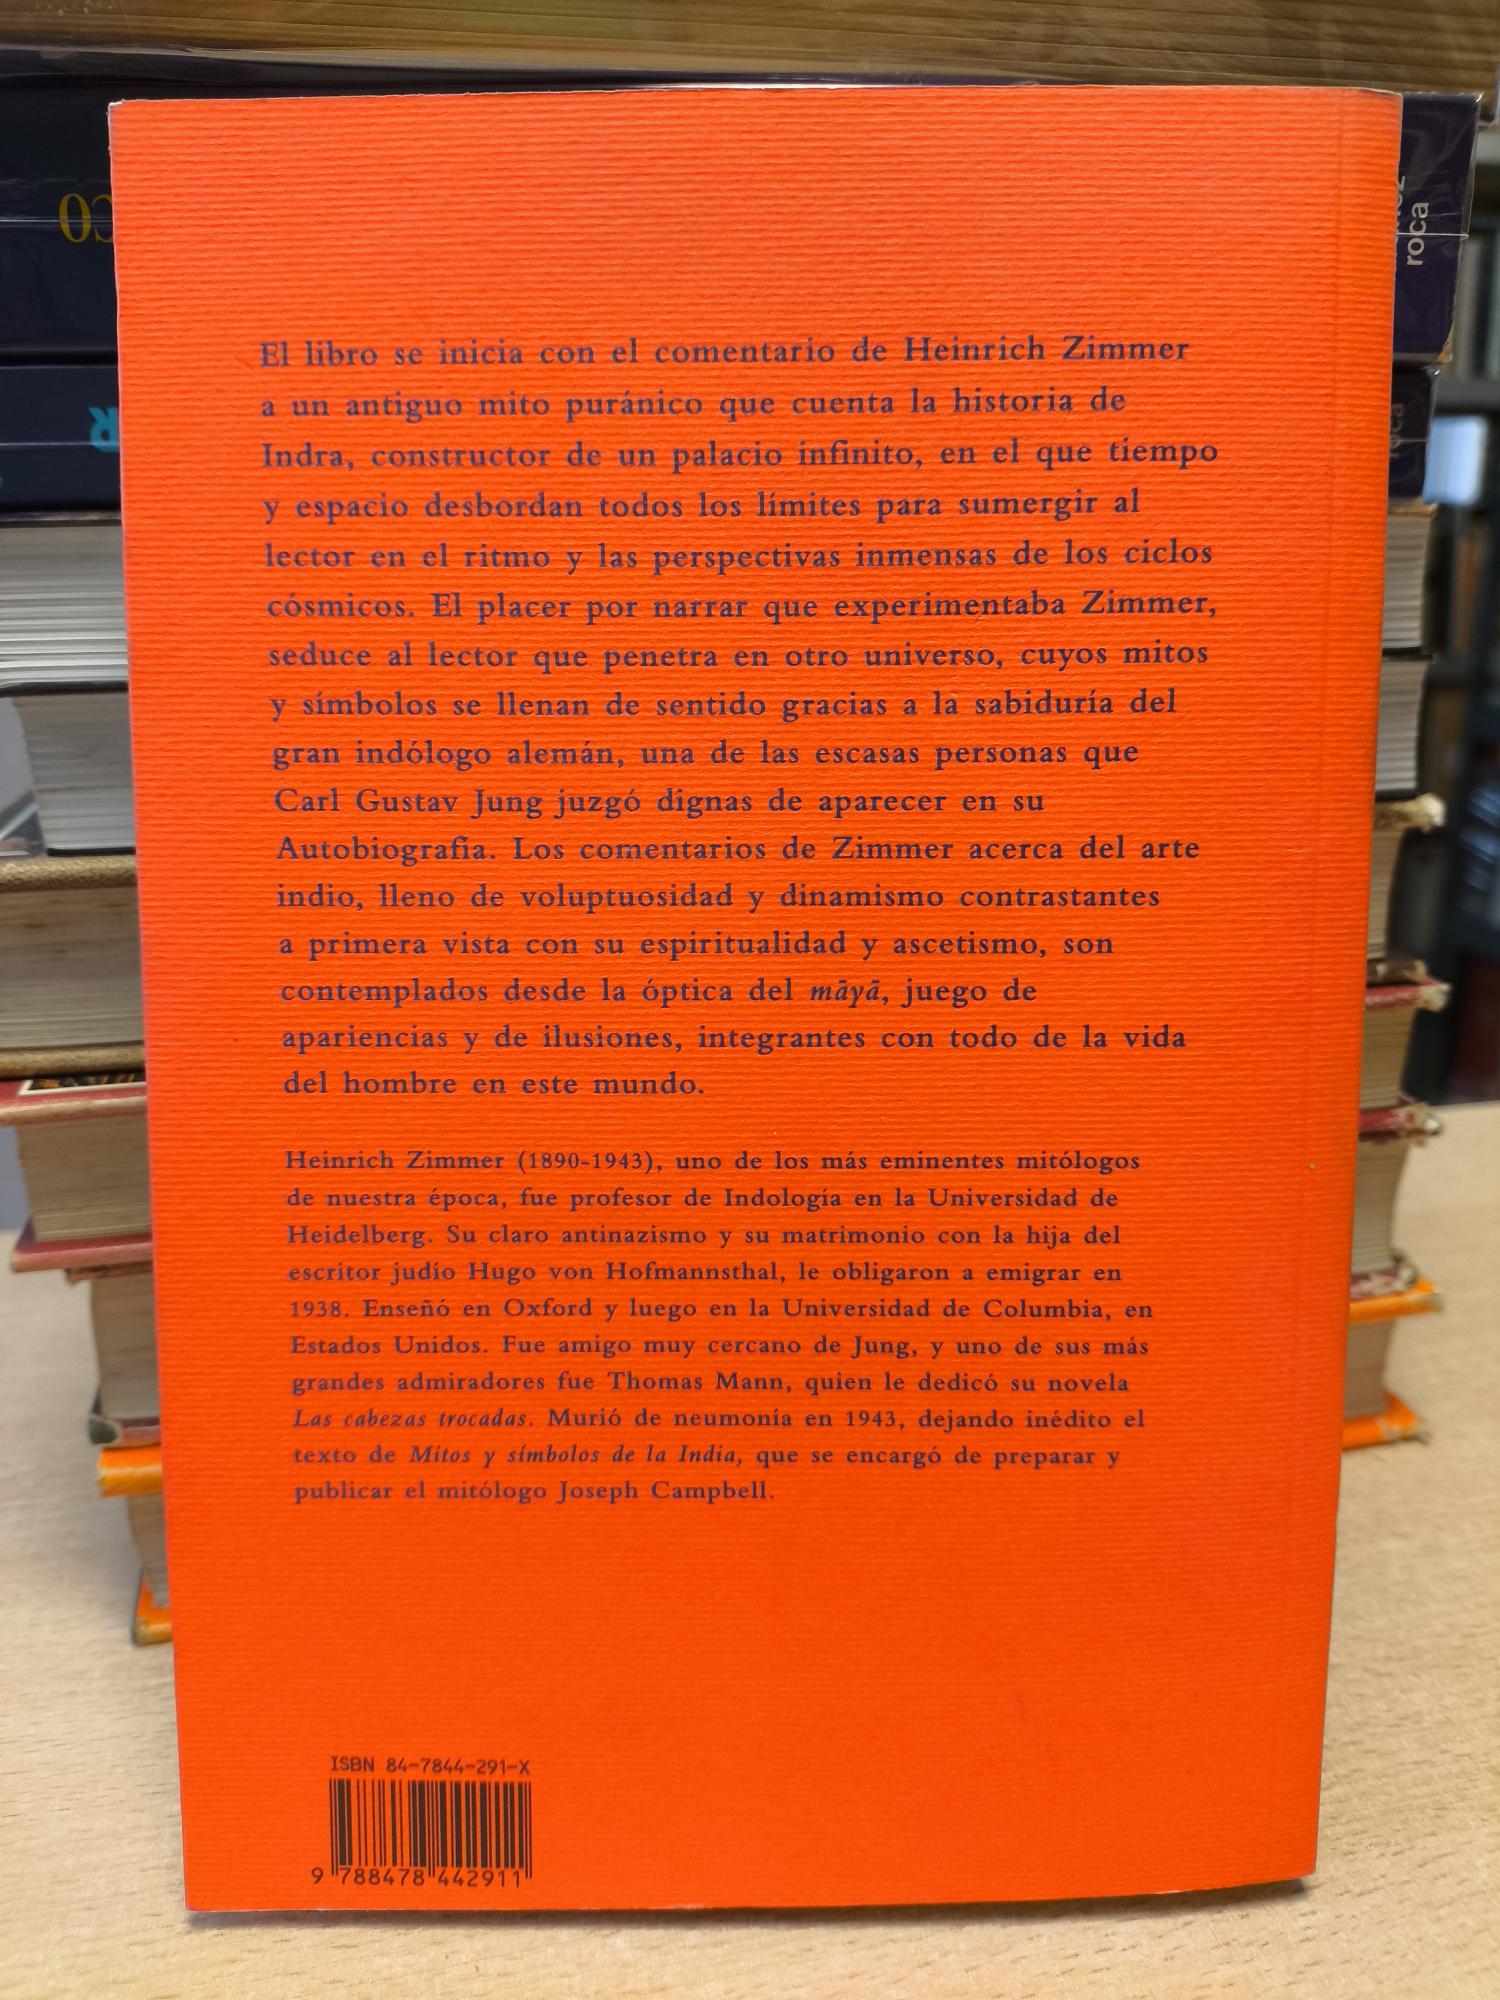 El libro se inicia con el comentario de Heinrich Zimmer
a un antiguo mito puránico que cuenta la historia de
Indra, constructor de un palacio infinito, en el que tiempo
y espacio desbordan todos los límites para sumergir al
lector en el ritmo y las perspectivas inmensas de los ciclos
cósmicos. El placer por narrar que experimentaba Zimmer,
seduce al lector que penetra en otro universo, cuyos mitos
y símbolos se llenan de sentido gracias a la sabiduría del
gran indólogo alemán, una de las escasas personas que
Carl Gustav Jung juzgó dignas de aparecer en su
Autobiografía. Los comentarios de Zimmer acerca del arte
indio, lleno de voluptuosidad y dinamismo contrastantes
a primera vista con su espiritualidad y ascetismo, son
contemplados desde la óptica del māyā, juego de
apariencias y de ilusiones, integrantes con todo de la vida
del hombre en este mundo.
Heinrich Zimmer (1890-1943), uno de los más eminentes mitólogos
de nuestra época, fue profesor de Indología en la Universidad de
Heidelberg. Su claro antinazismo y su matrimonio con la hija del
escritor judío Hugo von Hofmannsthal, le obligaron a emigrar en
1938. Enseñó en Oxford y luego en la Universidad de Columbia, en
Estados Unidos. Fue amigo muy cercano de Jung, y uno de sus más
grandes admiradores fue Thomas Mann, quien le dedicó su novela
Las cabezas trocadas. Murió de neumonía en 1943, dejando inédito el
texto de Mitos y símbolos de la India, que se encargó de preparar y
publicar el mitólogo Joseph Campbell.
ISBN 84-7844-291-X
9 788478 442911
roca
roca